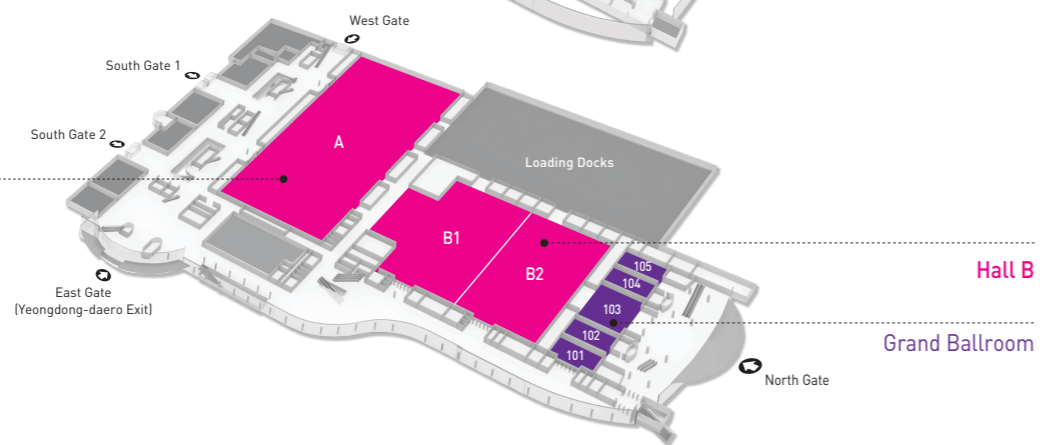 West Gate
South Gate 1
South Gate 2
A
Loading Docks
B1
B2
Hall B
105
104
103
102
101
Grand Ballroom
East Gate
(Yeongdong-daero Exit)
North Gate